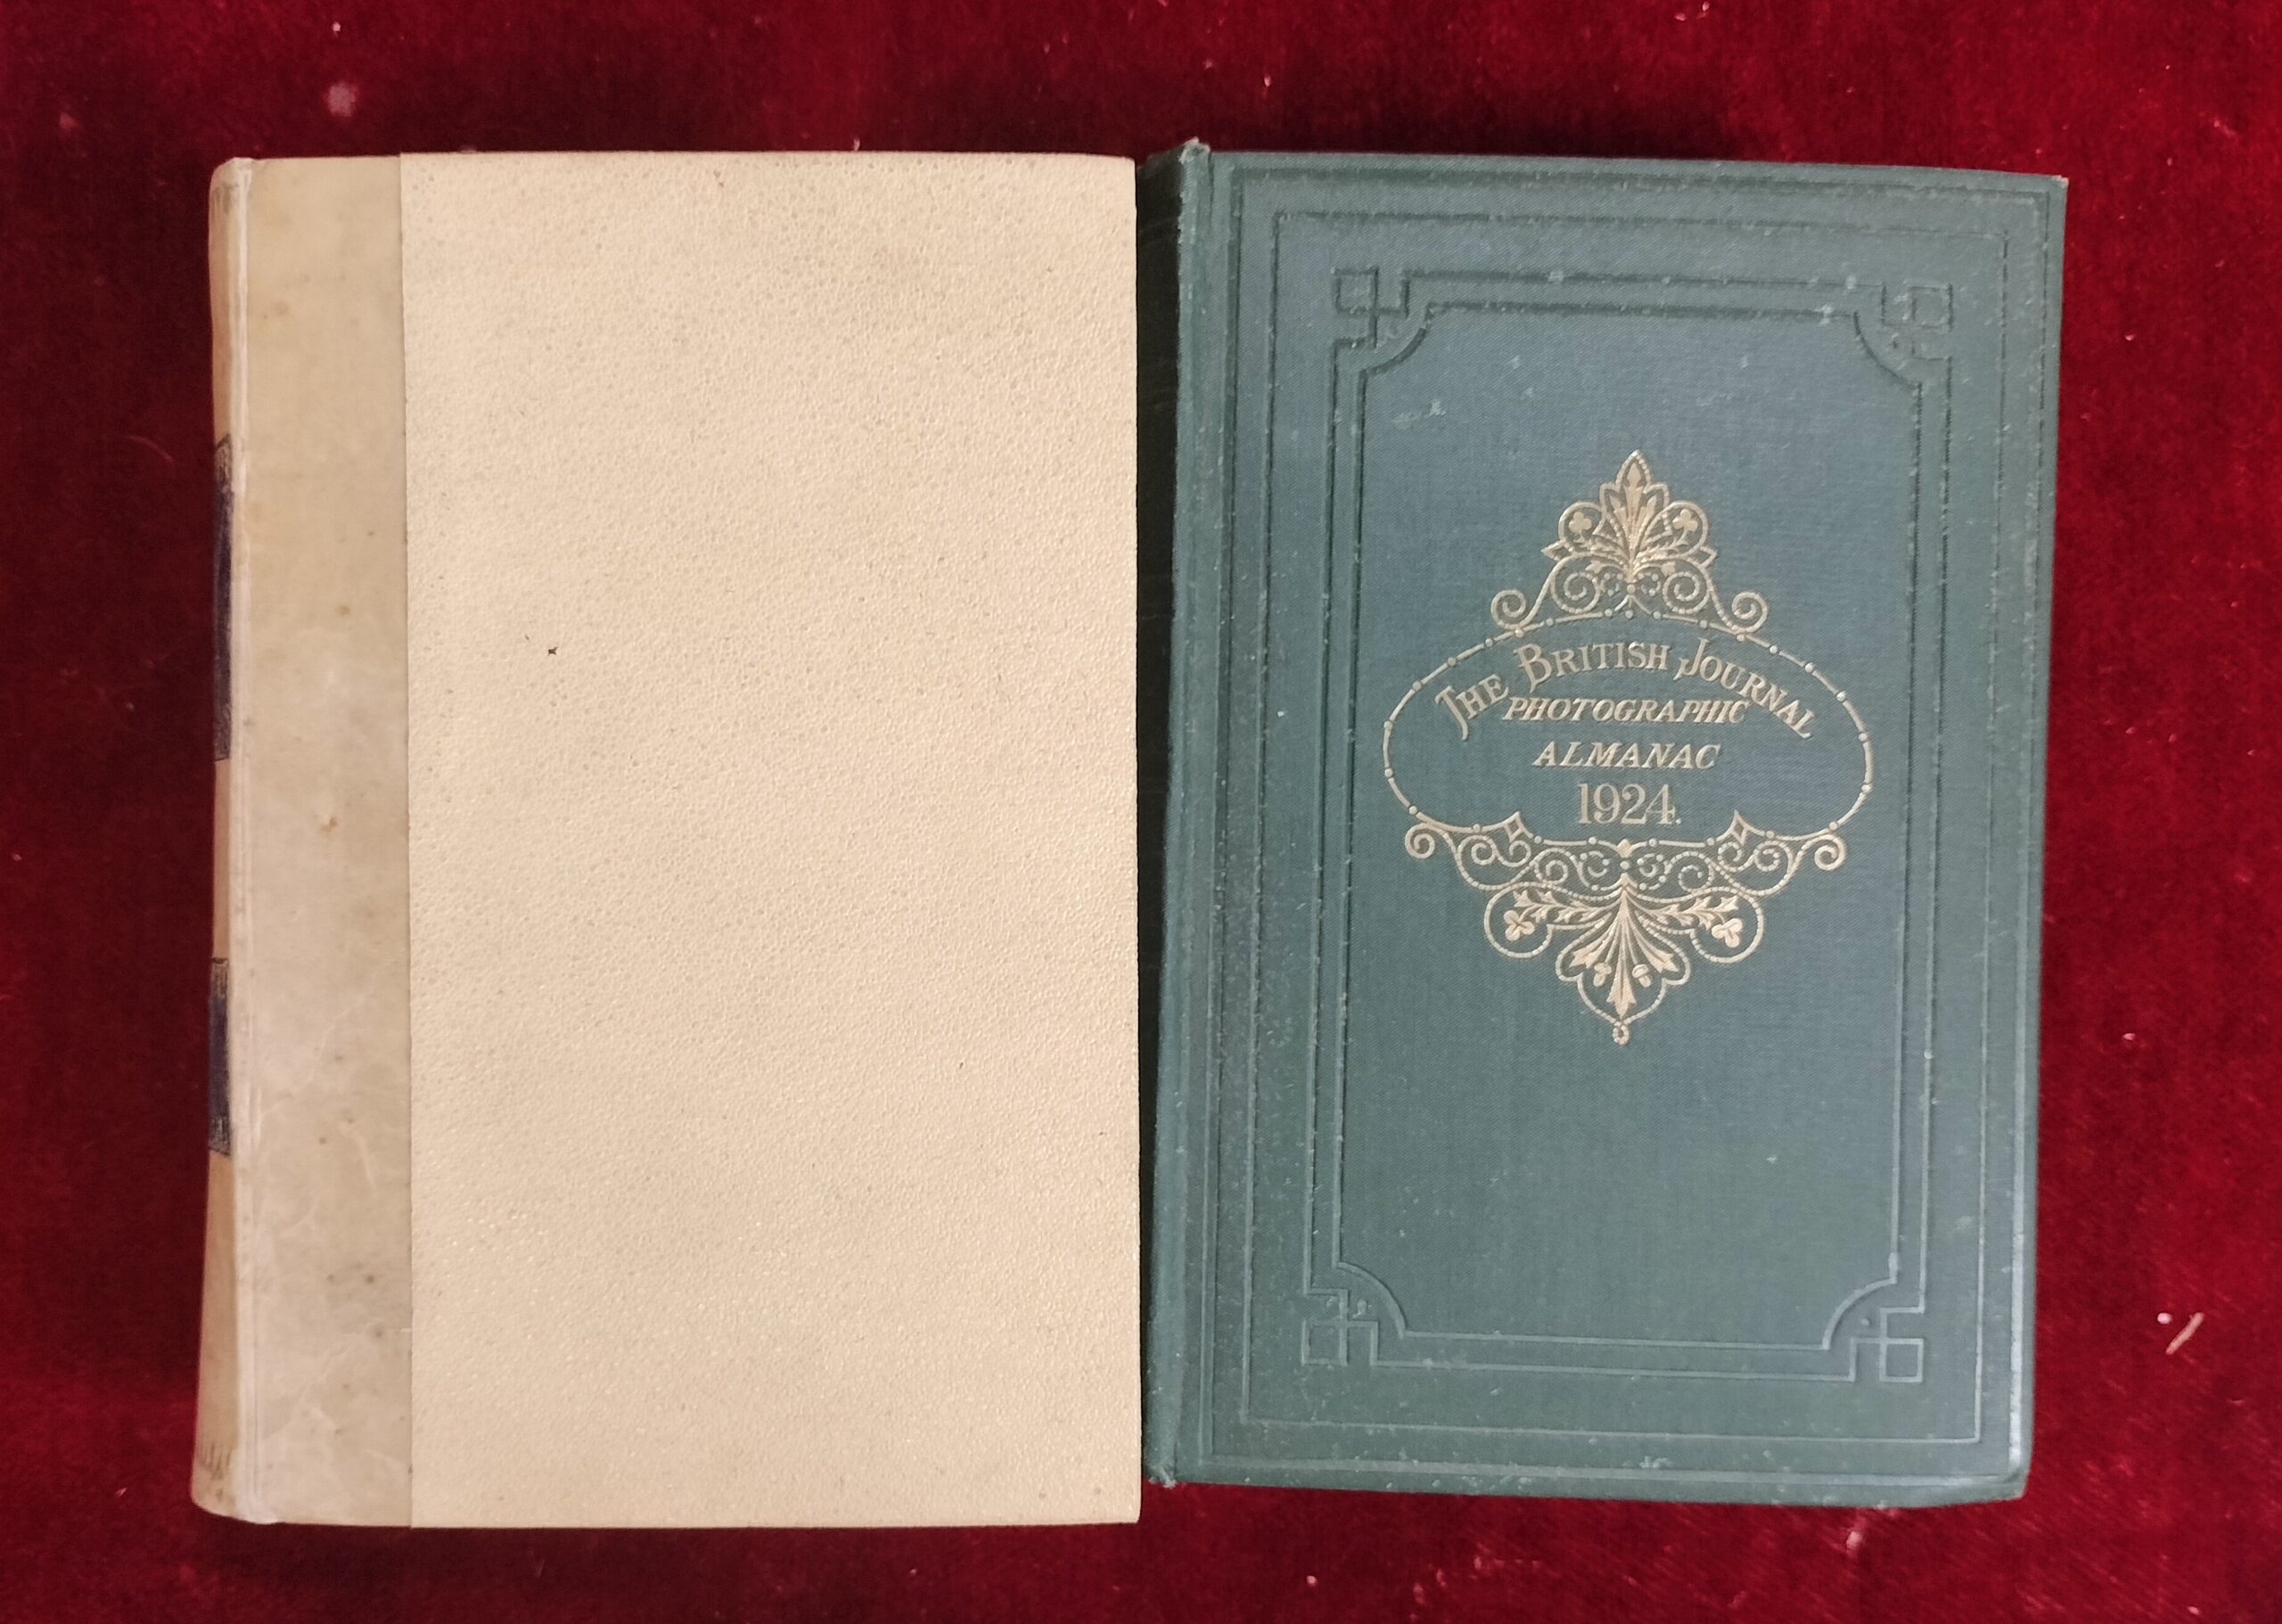 THE BRITISH JOURNAL
PHOTOGRAPHIC
ALMANAC
1924.